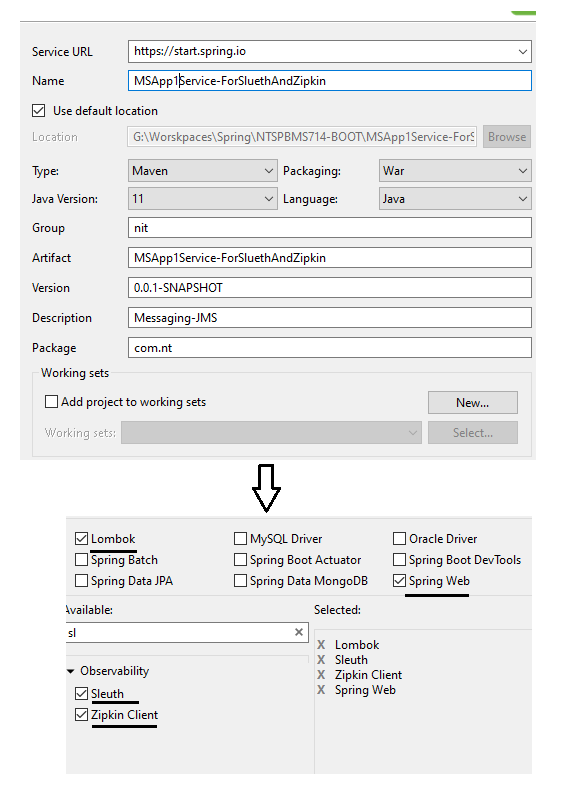 Service URL https://start.spring.io
Name MSApp1Service-ForSluethAndZipkin
Use default location
Location G:\Worskpaces\Spring\NTSPBMS714-BOOT\MSApp1Service-ForS Browse
Type: Maven Packaging: War
Java Version: 11 Language: Java
Group nit
Artifact MSApp1Service-ForSluethAndZipkin
Version 0.0.1-SNAPSHOT
Description Messaging-JMS
Package com.nt
Working sets
Add project to working sets New...
Working sets: Select...
Lombok MySQL Driver Oracle Driver
Spring Batch Spring Boot Actuator Spring Boot DevTools
Spring Data JPA Spring Data MongoDB Spring Web
Available: Selected:
sl
X Lombok
X Sleuth
X Zipkin Client
X Spring Web
Observability
Sleuth
Zipkin Client